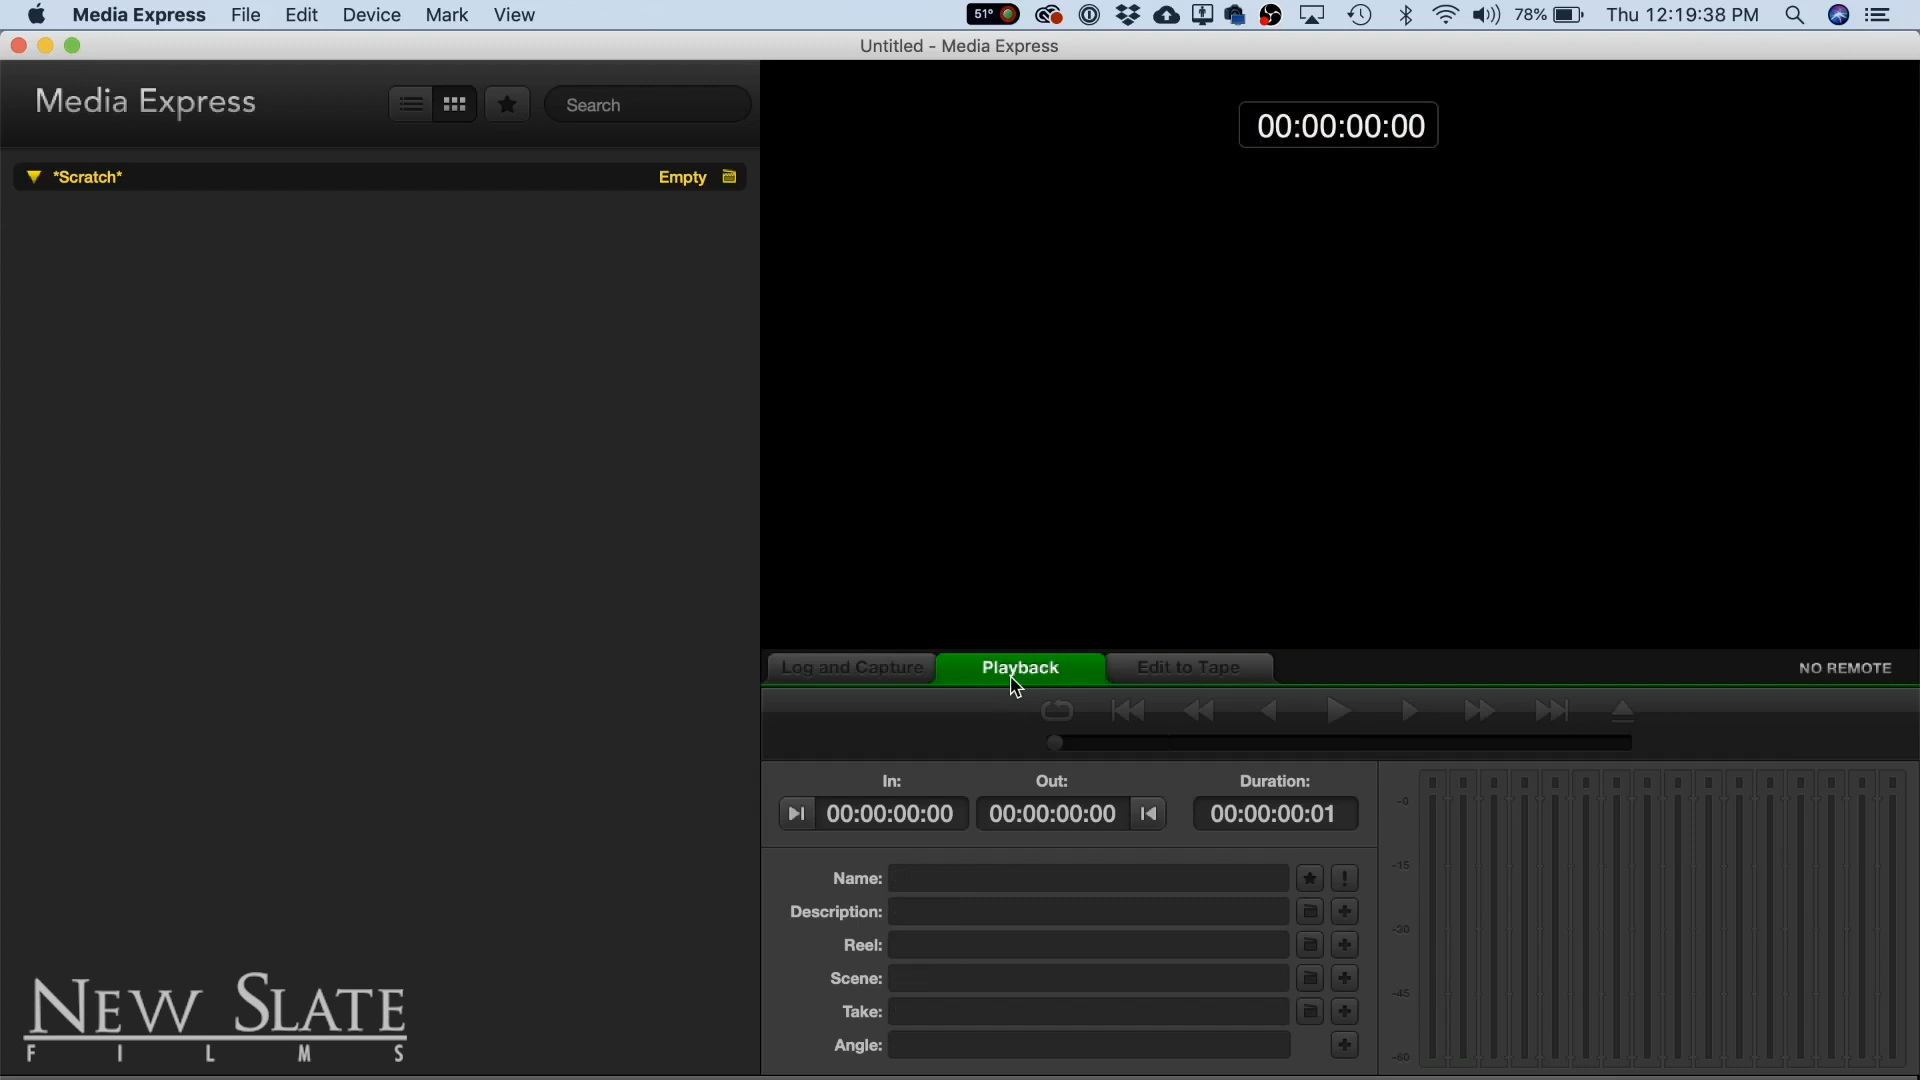 Media Express File Edit Device Mark View 51° 78% Thu 12:19:38 PM
Untitled - Media Express
Media Express
Search
*Scratch* Empty
00:00:00:00
Log and Capture Playback Edit to Tape NO REMOTE
In: Out: Duration:
00:00:00:00 00:00:00:00 00:00:00:01
Name:
Description:
Reel:
Scene:
Take:
Angle:
-0
-15
-30
-45
-60
NEW SLATE
FILMS